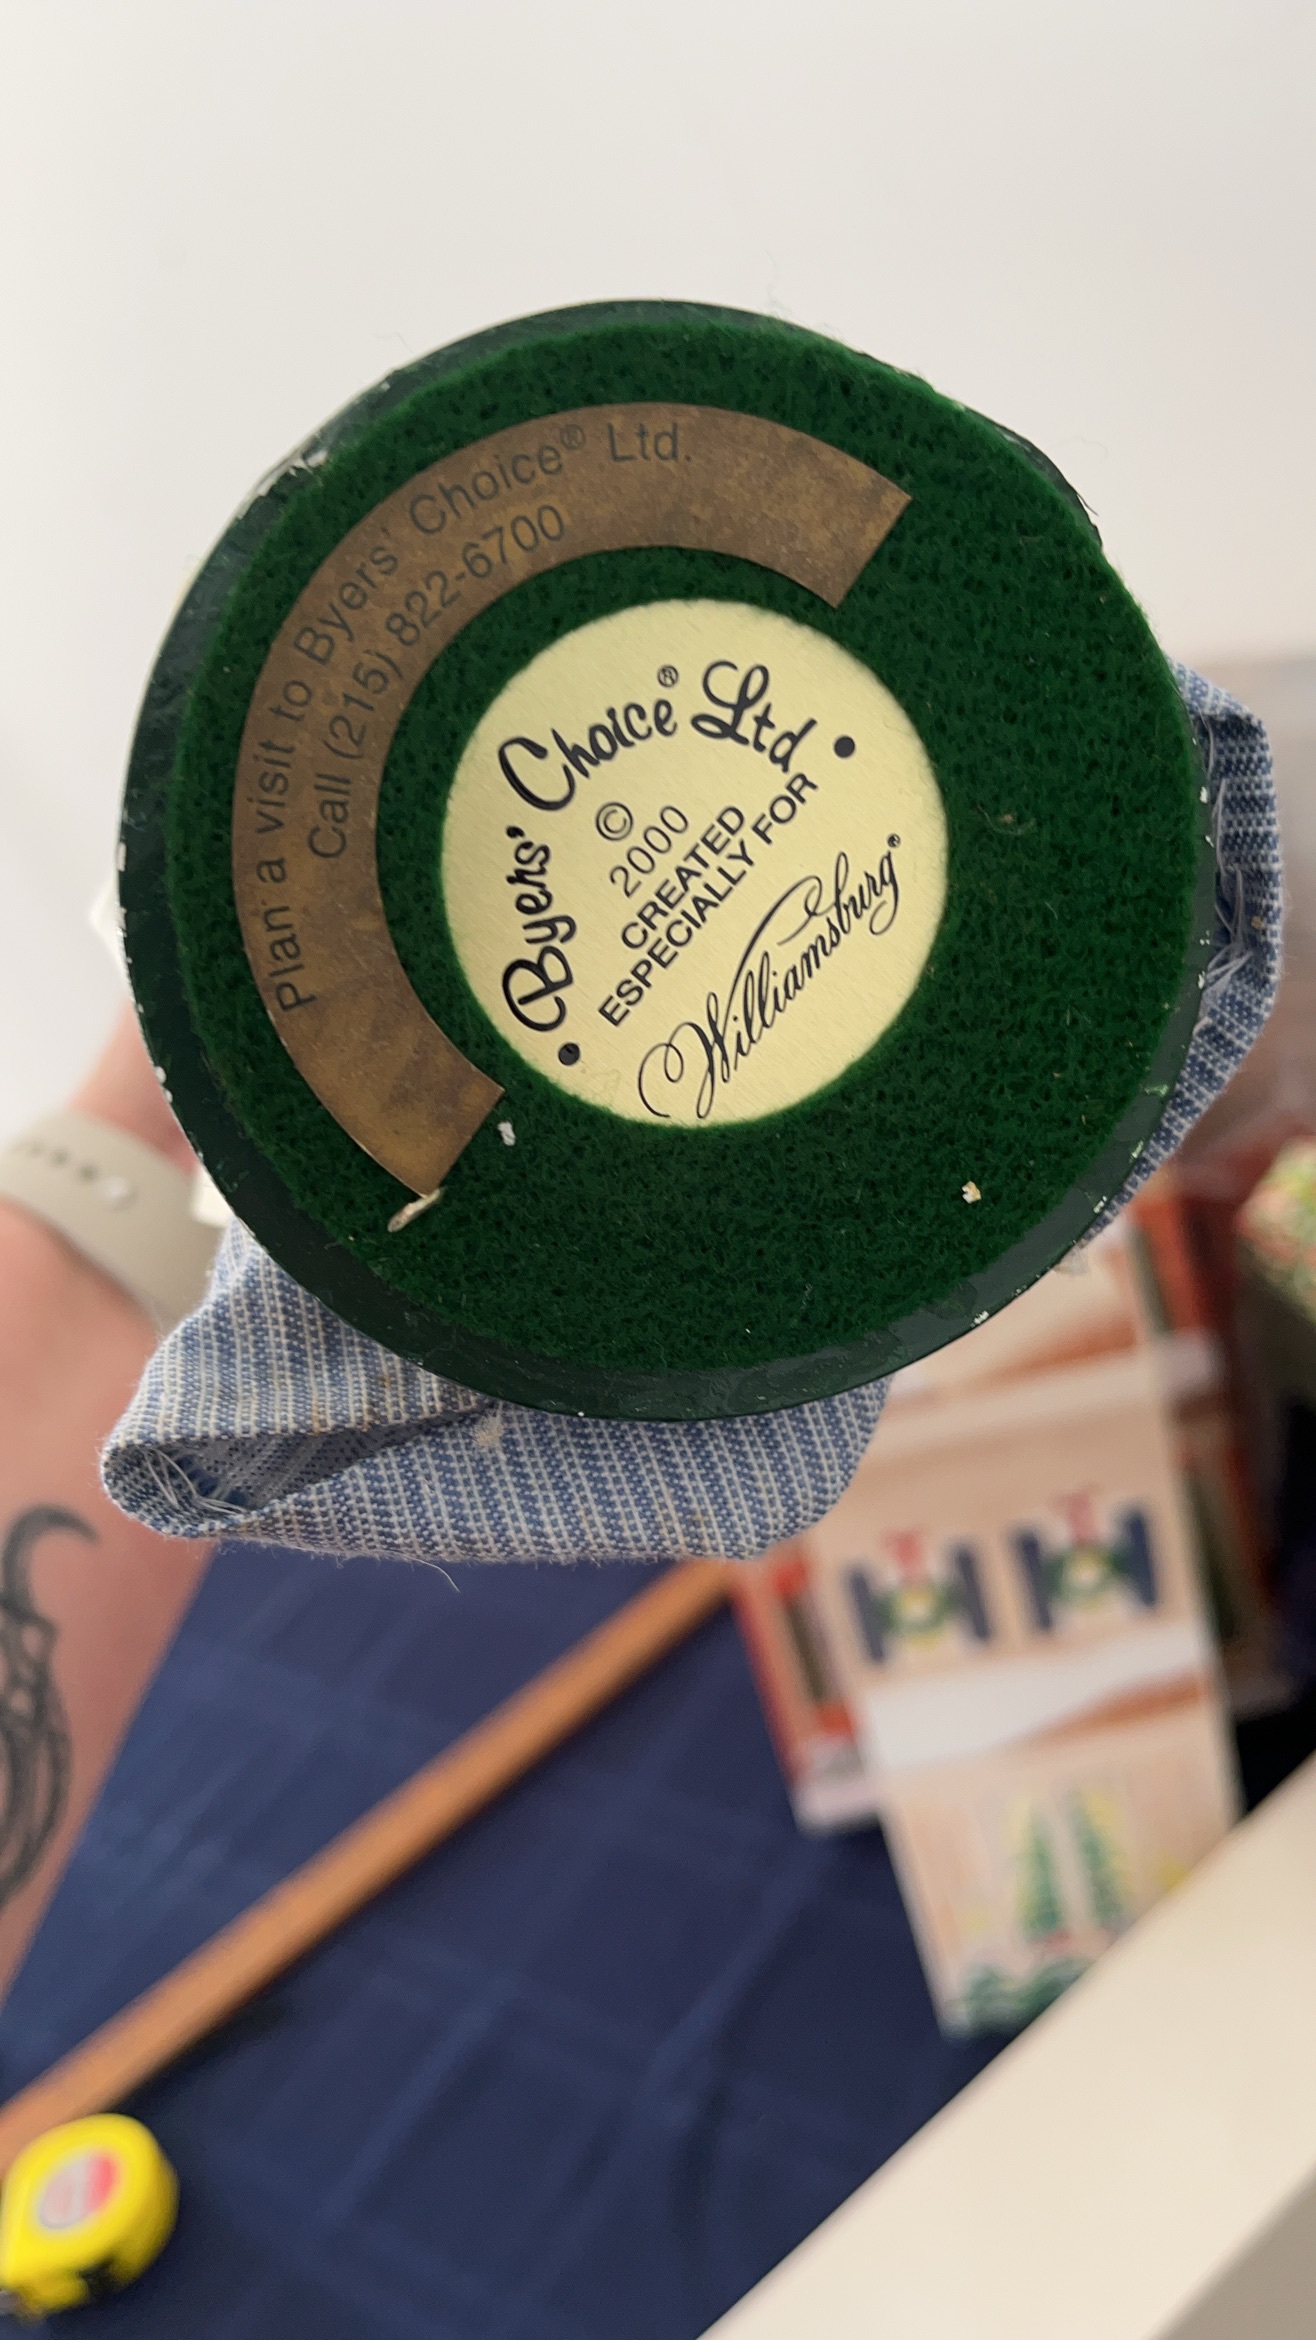 Plan a visit to Byers' Choice® Ltd.
Call (215) 822-6700
• Byers' Choice® Ltd •
©
2000
CREATED
ESPECIALLY FOR
Williamsburg®